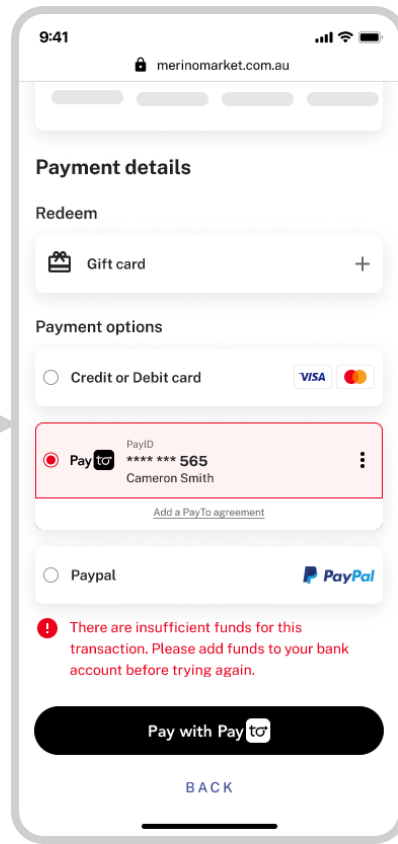 9:41
merinomarket.com.au
Payment details
Redeem
Gift card
Payment options
Credit or Debit card VISA
PayID
Pay to **** *** 565
Cameron Smith
Add a PayTo agreement
Paypal PayPal
There are insufficient funds for this
transaction. Please add funds to your bank
account before trying again.
Pay with Pay to
BACK